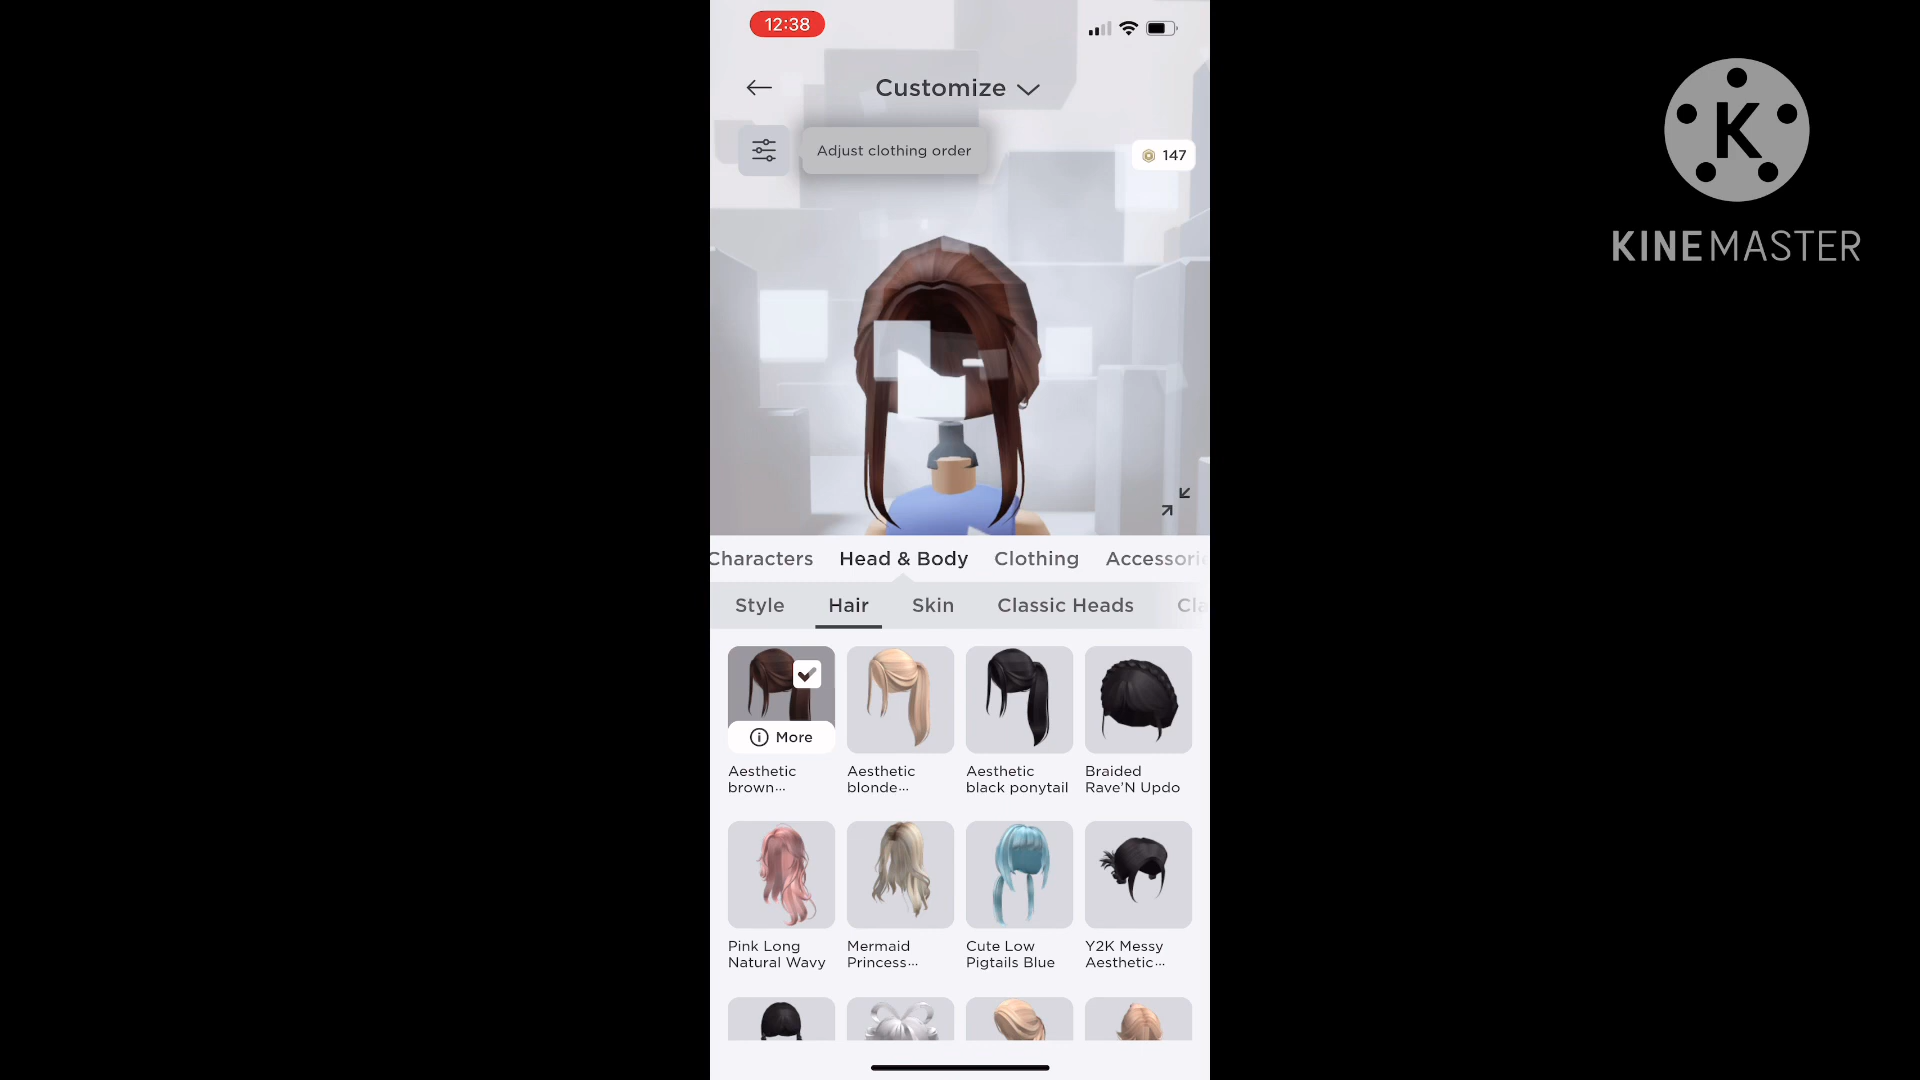 12:38
Customize
Adjust clothing order
147
K
KINEMASTER
Characters Head & Body Clothing Accessorie
Style Hair Skin Classic Heads Cla
More
Aesthetic brown...
Aesthetic blonde...
Aesthetic black ponytail
Braided Rave'N Updo
Pink Long Natural Wavy
Mermaid Princess...
Cute Low Pigtails Blue
Y2K Messy Aesthetic...